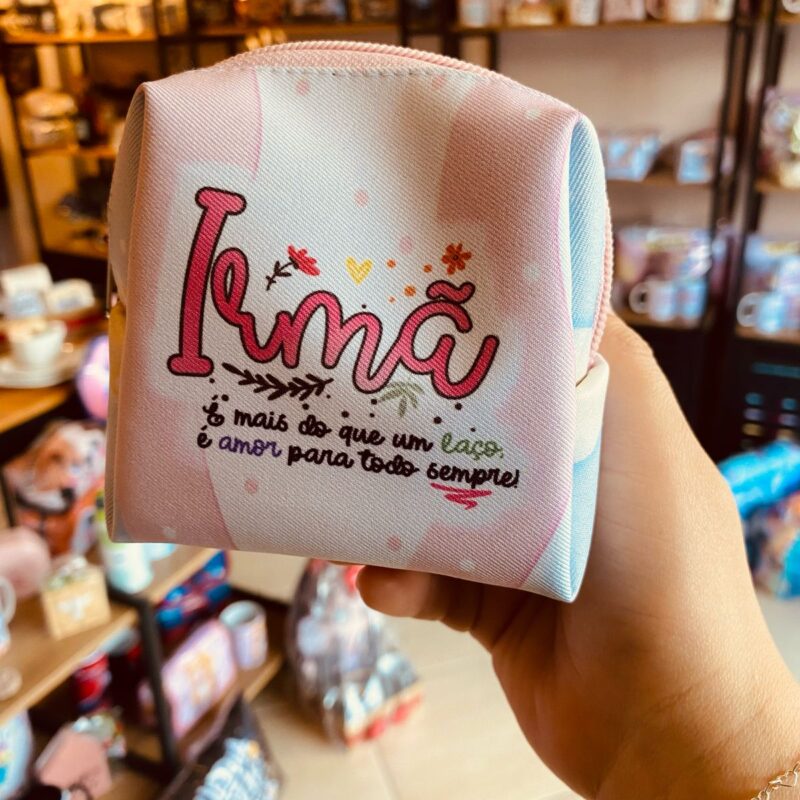 Irmã
É mais do que um laço,
é amor para todo sempre!